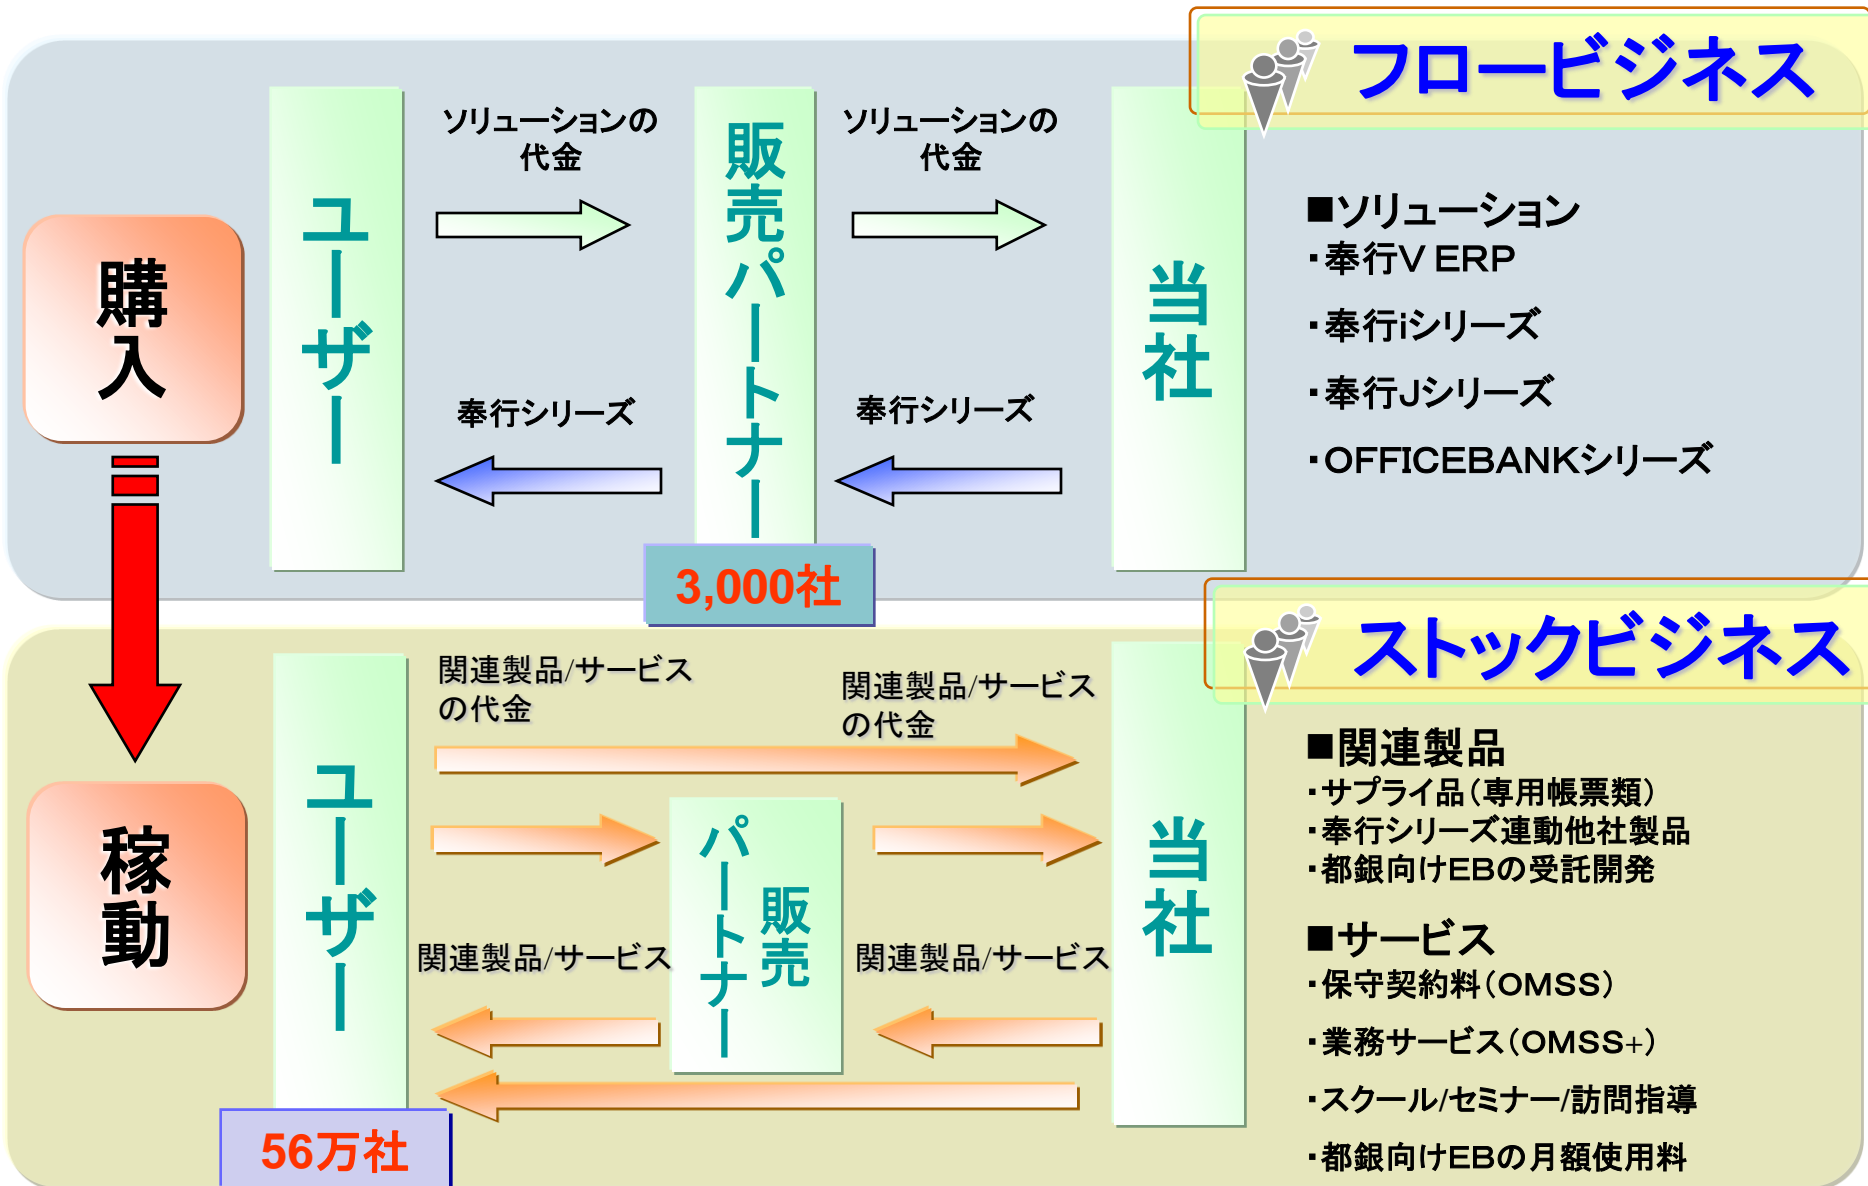 フロービジネス
購入
ユーザー
ソリューションの
代金
販売パートナー
ソリューションの
代金
当社
奉行シリーズ
奉行シリーズ
3,000社
■ソリューション
・奉行V ERP
・奉行iシリーズ
・奉行Jシリーズ
・OFFICEBANKシリーズ
ストックビジネス
稼動
ユーザー
関連製品/サービス
の代金
関連製品/サービス
の代金
販売
パートナー
当社
関連製品/サービス
関連製品/サービス
56万社
■関連製品
・サプライ品（専用帳票類）
・奉行シリーズ連動他社製品
・都銀向けEBの受託開発
■サービス
・保守契約料（OMSS）
・業務サービス（OMSS+）
・スクール/セミナー/訪問指導
・都銀向けEBの月額使用料